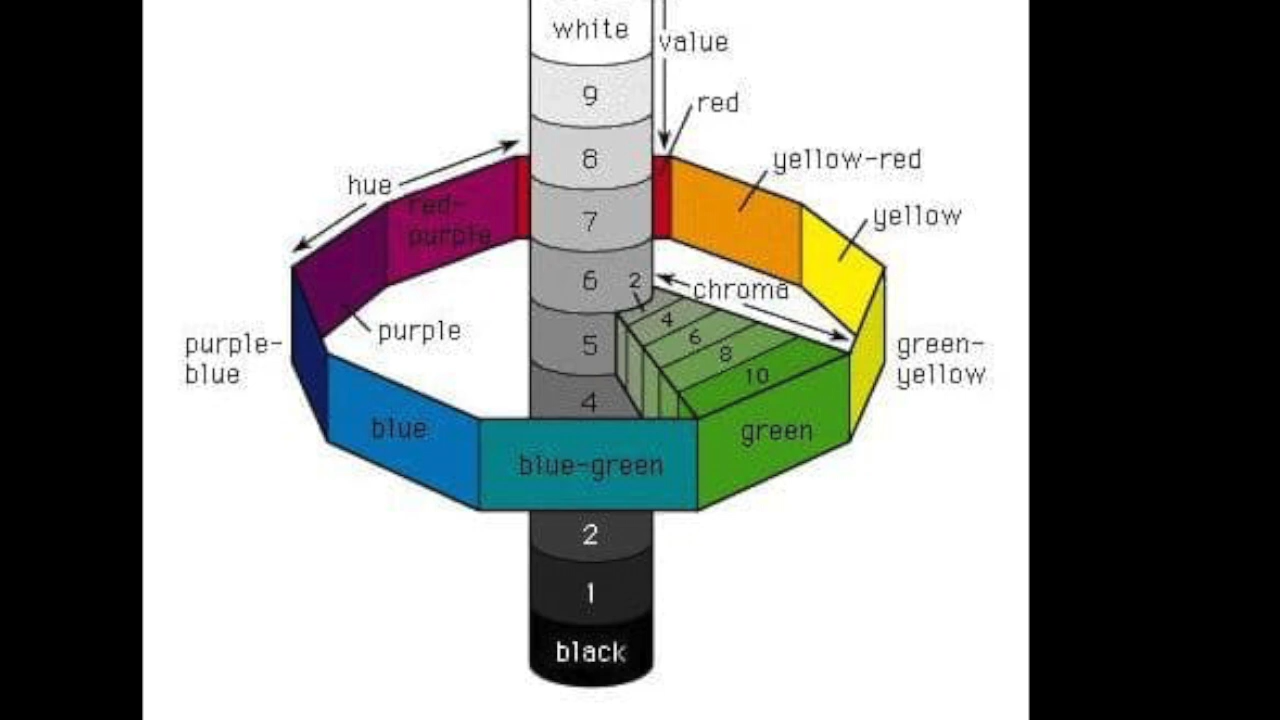 white
value
9
red
8
yellow-red
hue
red-
purple
7
yellow
6
2
chroma
4
purple
6
purple-
blue
5
8
green-
yellow
10
4
blue
green
blue-green
2
1
black